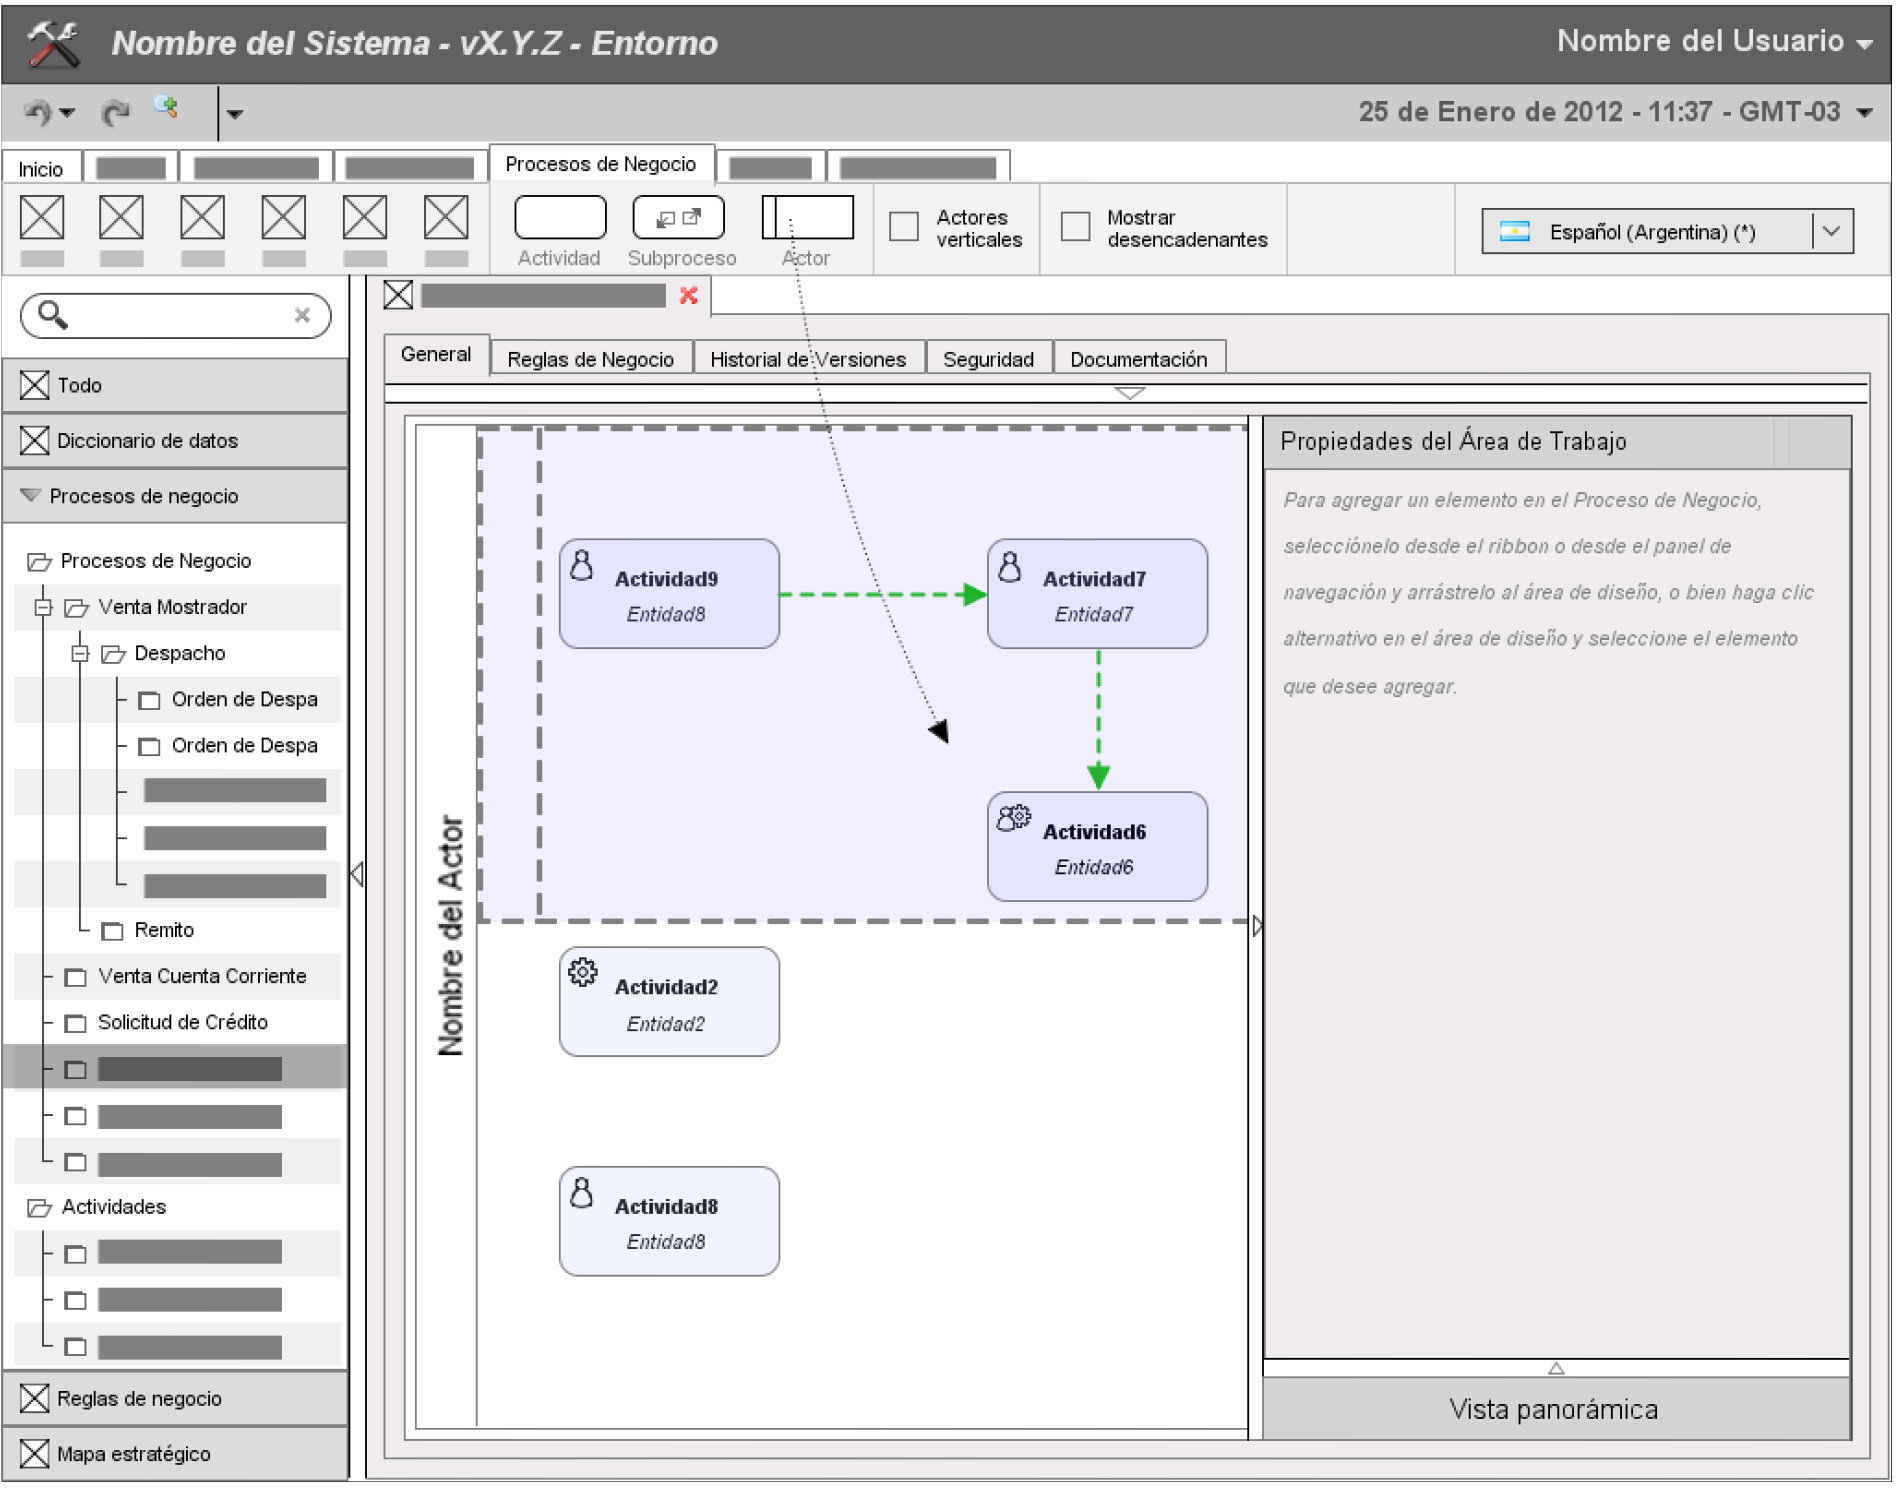 Nombre del Sistema - vX.Y.Z - Entorno
Nombre del Usuario
25 de Enero de 2012 - 11:37 - GMT-03
Inicio
Procesos de Negocio
Actividad
Subproceso
Actor
Actores
verticales
Mostrar
desencadenantes
Español (Argentina) (*)
General
Reglas de Negocio
Historial de Versiones
Seguridad
Documentación
Todo
Diccionario de datos
Procesos de negocio
Procesos de Negocio
Venta Mostrador
Despacho
Orden de Despa
Orden de Despa
Remito
Venta Cuenta Corriente
Solicitud de Crédito
Actividades
Reglas de negocio
Mapa estratégico
Nombre del Actor
Actividad9
Entidad8
Actividad7
Entidad7
Actividad6
Entidad6
Actividad2
Entidad2
Actividad8
Entidad8
Propiedades del Área de Trabajo
Para agregar un elemento en el Proceso de Negocio,
selecciónelo desde el ribbon o desde el panel de
navegación y arrástrelo al área de diseño, o bien haga clic
alternativo en el área de diseño y seleccione el elemento
que desee agregar.
Vista panorámica